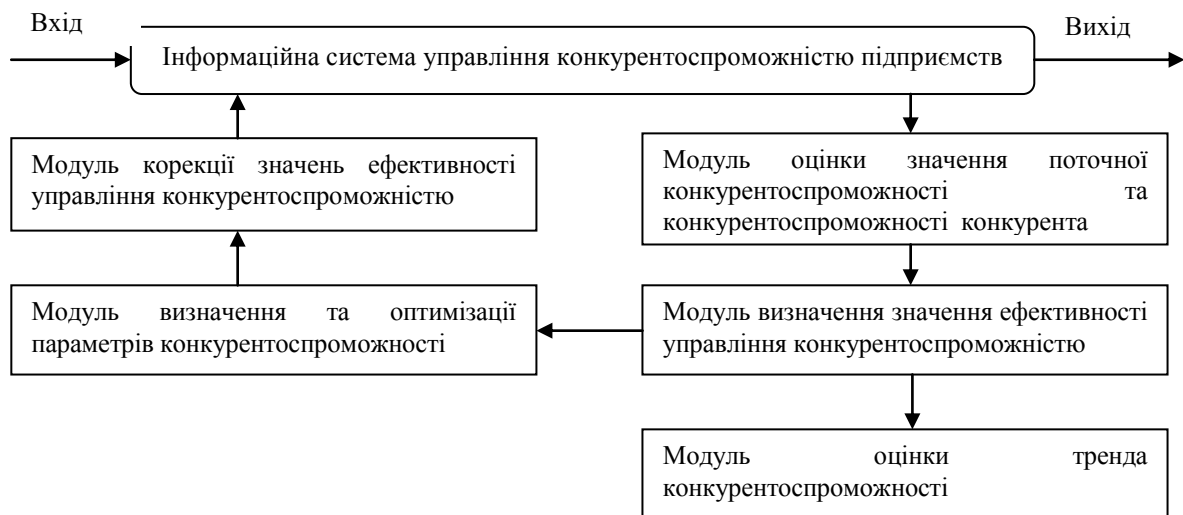 Вхід
Вихід
Інформаційна система управління конкурентоспроможністю підприємств
Модуль корекції значень ефективності
управління конкурентоспроможністю
Модуль оцінки значення поточної
конкурентоспроможності та
конкурентоспроможності конкурента
Модуль визначення та оптимізації
параметрів конкурентоспроможності
Модуль визначення значення ефективності
управління конкурентоспроможністю
Модуль оцінки тренда
конкурентоспроможності